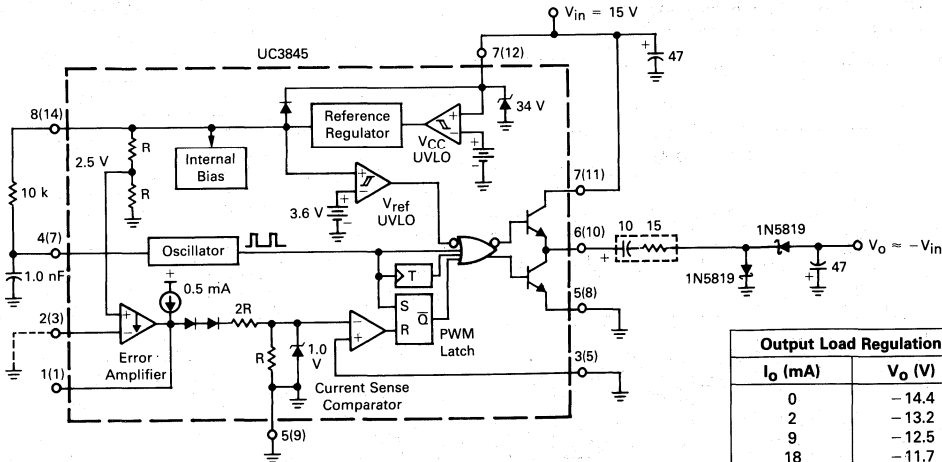 Vin = 15 V
UC3845
7(12)
+
47
8(14)
34 V
Reference
Regulator
+
−
+
−
VCC
UVLO
2.5 V
R
Internal
Bias
R
10 k
3.6 V
+
−
+
−
Vref
UVLO
7(11)
6(10)
10
15
+
1N5819
Vo ≈ −Vin
1N5819
+
47
4(7)
Oscillator
T
1.0 nF
+
0.5 mA
S
Q
R
PWM
Latch
5(8)
2R
2(3)
+
−
R
1.0
V
−
+
Error
Amplifier
Current Sense
Comparator
3(5)
1(1)
5(9)
Output Load Regulation
Io (mA)
Vo (V)
0
−14.4
2
−13.2
9
−12.5
18
−11.7